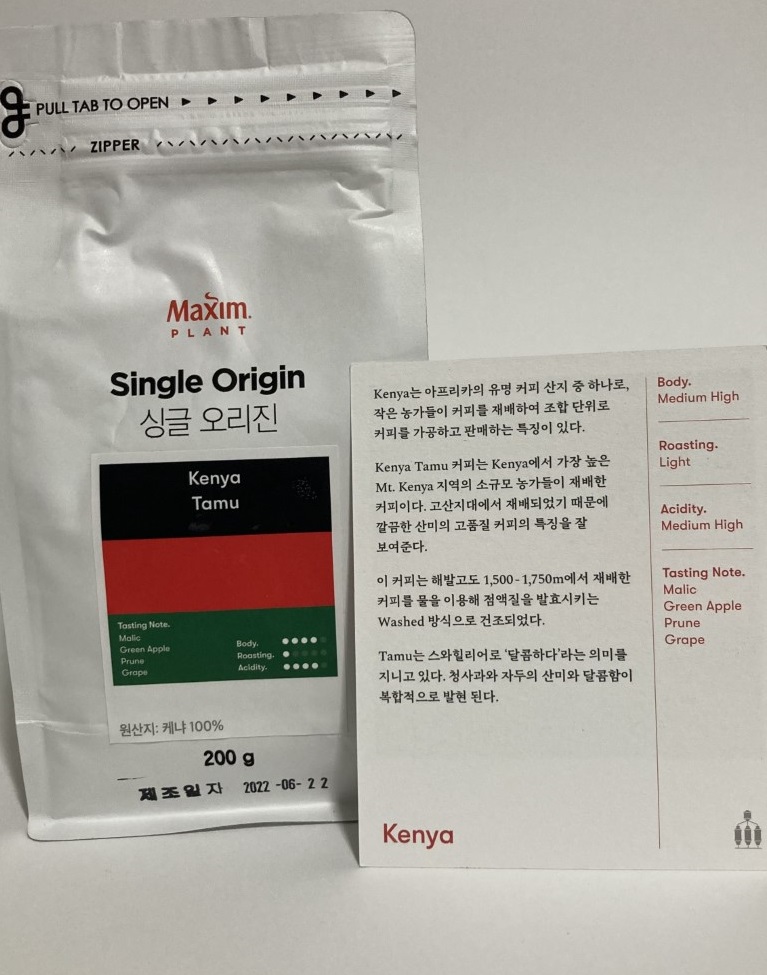 PULL TAB TO OPEN
ZIPPER
Maxim.
PLANT
Single Origin
싱글 오리진
Kenya
Tamu
Tasting Note.
Malic
Green Apple
Prune
Grape
Body.
Roasting.
Acidity.
원산지: 케냐 100%
200 g
제조일자 2022 -06- 2 2
Kenya는 아프리카의 유명 커피 산지 중 하나로,
작은 농가들이 커피를 재배하여 조합 단위로
커피를 가공하고 판매하는 특징이 있다.
Kenya Tamu 커피는 Kenya에서 가장 높은
Mt. Kenya 지역의 소규모 농가들이 재배한
커피이다. 고산지대에서 재배되었기 때문에
깔끔한 산미의 고품질 커피의 특징을 잘
보여준다.
이 커피는 해발고도 1,500-1,750m에서 재배한
커피를 물을 이용해 점액질을 발효시키는
Washed 방식으로 건조되었다.
Tamu는 스와힐리어로 '달콤하다'라는 의미를
지니고 있다. 청사과와 자두의 산미와 달콤함이
복합적으로 발현 된다.
Kenya
Body.
Medium High
Roasting.
Light
Acidity.
Medium High
Tasting Note.
Malic
Green Apple
Prune
Grape